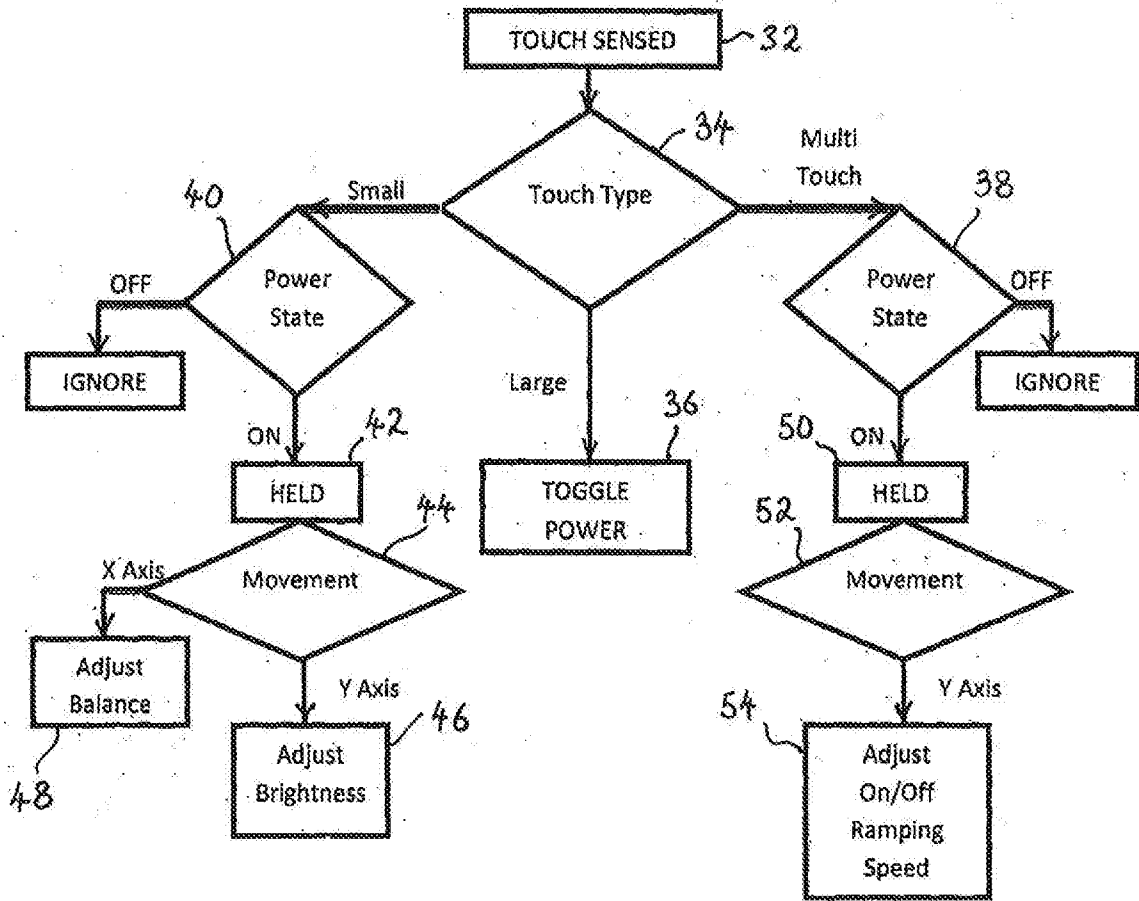 TOUCH SENSED
32
34
Multi
Touch
Small
Touch Type
40
38
OFF
Power
State
Power
State
OFF
IGNORE
IGNORE
Large
ON
42
36
50
ON
HELD
TOGGLE
POWER
HELD
44
52
X Axis
Movement
Movement
Adjust
Balance
Y Axis
Y Axis
48
46
54
Adjust
Brightness
Adjust
On/Off
Ramping
Speed